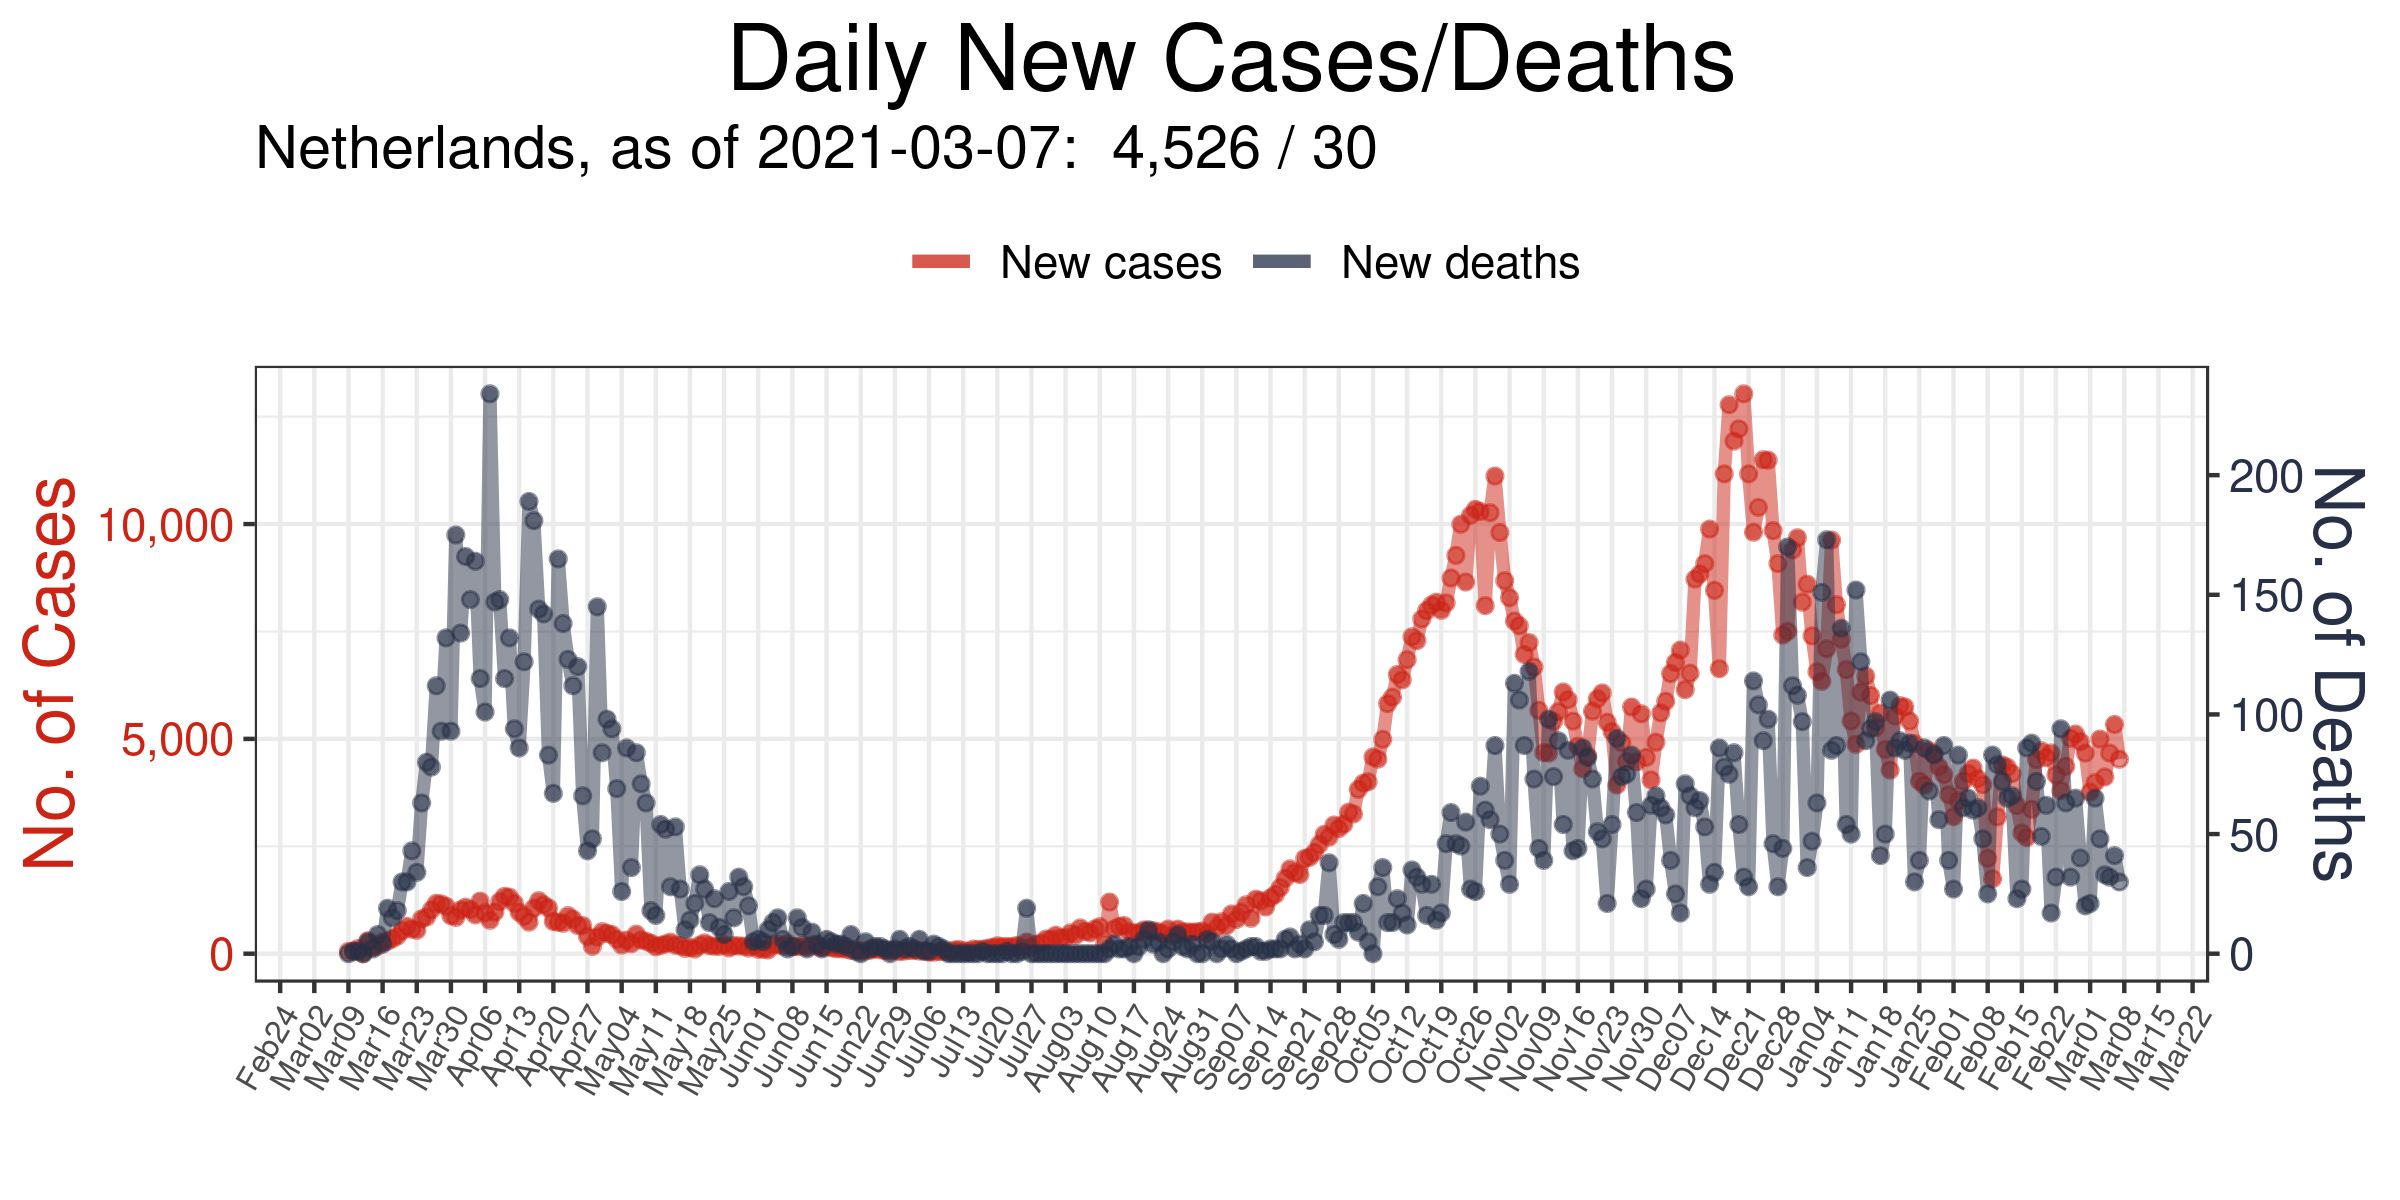 Daily New Cases/Deaths
Netherlands, as of 2021-03-07:  4,526 / 30
New cases
New deaths
No. of Cases
10,000
5,000
0
200
150
100
50
0
No. of Deaths
Feb24
Mar02
Mar09
Mar16
Mar23
Mar30
Apr06
Apr13
Apr20
Apr27
May04
May11
May18
May25
Jun01
Jun08
Jun15
Jun22
Jun29
Jul06
Jul13
Jul20
Jul27
Aug03
Aug10
Aug17
Aug24
Aug31
Sep07
Sep14
Sep21
Sep28
Oct05
Oct12
Oct19
Oct26
Nov02
Nov09
Nov16
Nov23
Nov30
Dec07
Dec14
Dec21
Dec28
Jan04
Jan11
Jan18
Jan25
Feb01
Feb08
Feb15
Feb22
Mar01
Mar08
Mar15
Mar22